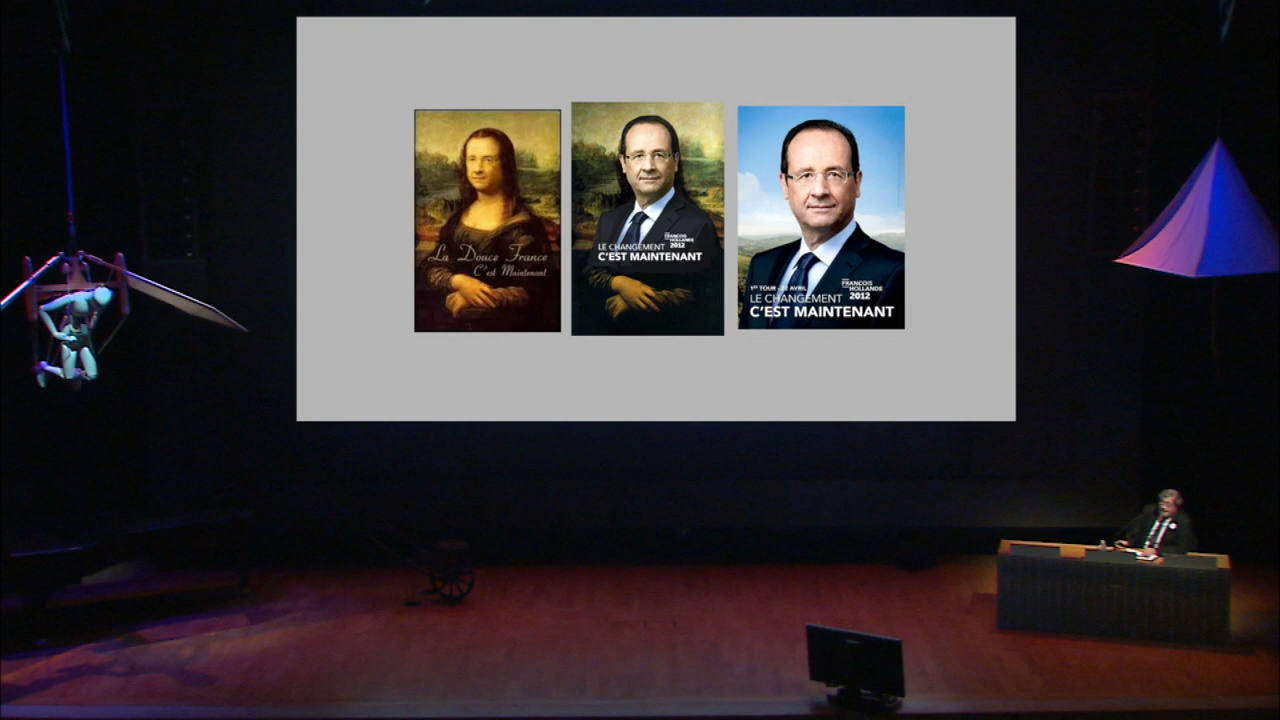 La Douce France
C'est Maintenant
FRANÇOIS
HOLLANDE
2012
LE CHANGEMENT
C'EST MAINTENANT
1ER TOUR - 22 AVRIL
FRANÇOIS
HOLLANDE
2012
LE CHANGEMENT
C'EST MAINTENANT